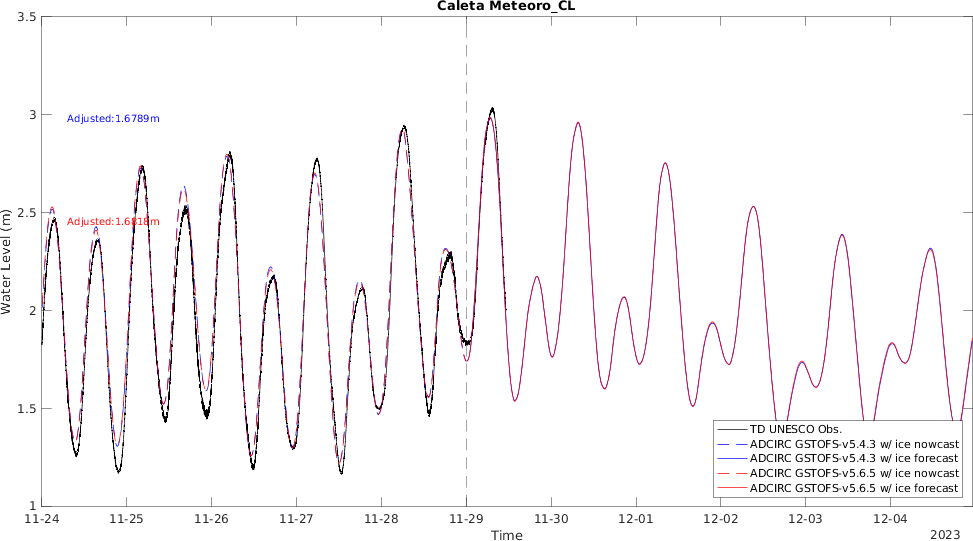 Caleta Meteoro_CL
3.5
3
2.5
2
1.5
1
Water Level (m)
Adjusted:1.6789m
Adjusted:1.6818m
TD UNESCO Obs.
ADCIRC GSTOFS-v5.4.3 w/ ice nowcast
ADCIRC GSTOFS-v5.4.3 w/ ice forecast
ADCIRC GSTOFS-v5.6.5 w/ ice nowcast
ADCIRC GSTOFS-v5.6.5 w/ ice forecast
11-24 11-25 11-26 11-27 11-28 11-29 11-30 12-01 12-02 12-03 12-04
Time
2023